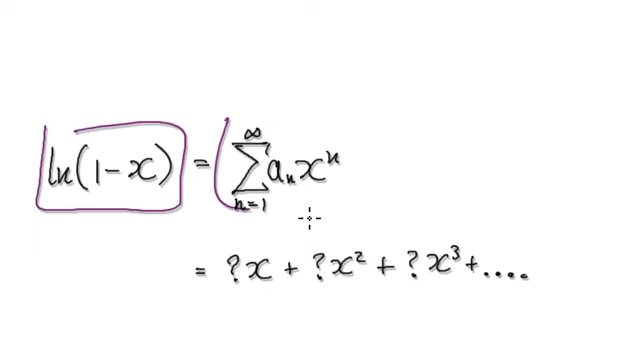 ln(1-x) = ∞∑n=1 aₙxⁿ
= ?x + ?x² + ?x³ + ....